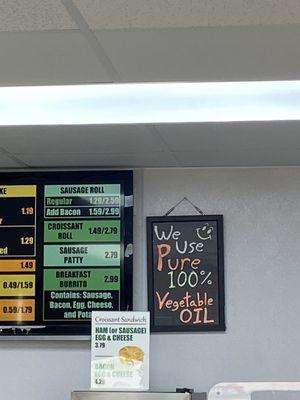 KE
1.19
ed
1.29
1.49
0.49/1.59
0.59/1.79
SAUSAGE ROLL
Regular 1.29/2.59
Add Bacon 1.59/2.99
CROISSANT
ROLL 1.49/2.79
SAUSAGE
PATTY 2.79
BREAKFAST
BURRITO 2.99
Contains: Sausage,
Bacon, Egg, Cheese,
and Potato
We
Use
Pure
100%
Vegetable
OIL
Croissant Sandwich
HAM (or SAUSAGE)
EGG & CHEESE
3.79
BACON
EGG & CHEESE
4.29